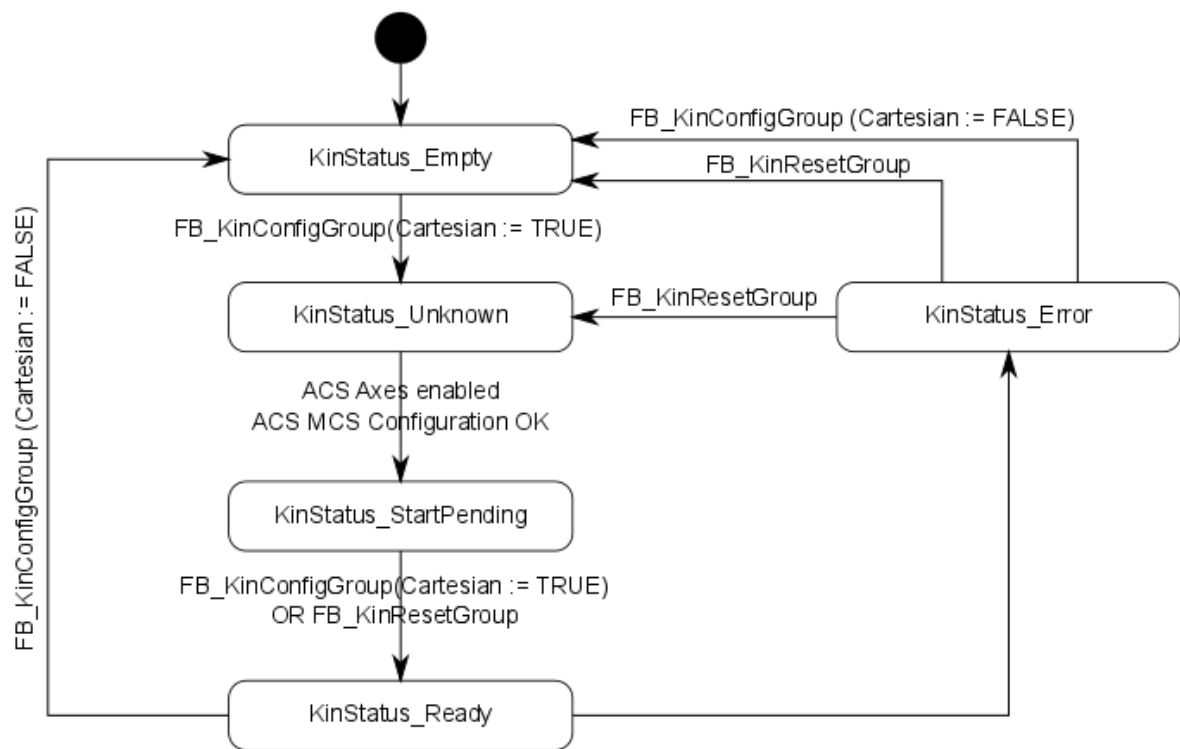 FB_KinConfigGroup (Cartesian := FALSE)
KinStatus_Empty
FB_KinResetGroup
FB_KinConfigGroup(Cartesian := TRUE)
FB_KinConfigGroup (Cartesian := FALSE)
FB_KinResetGroup
KinStatus_Unknown
KinStatus_Error
ACS Axes enabled
ACS MCS Configuration OK
KinStatus_StartPending
FB_KinConfigGroup(Cartesian := TRUE)
OR FB_KinResetGroup
KinStatus_Ready